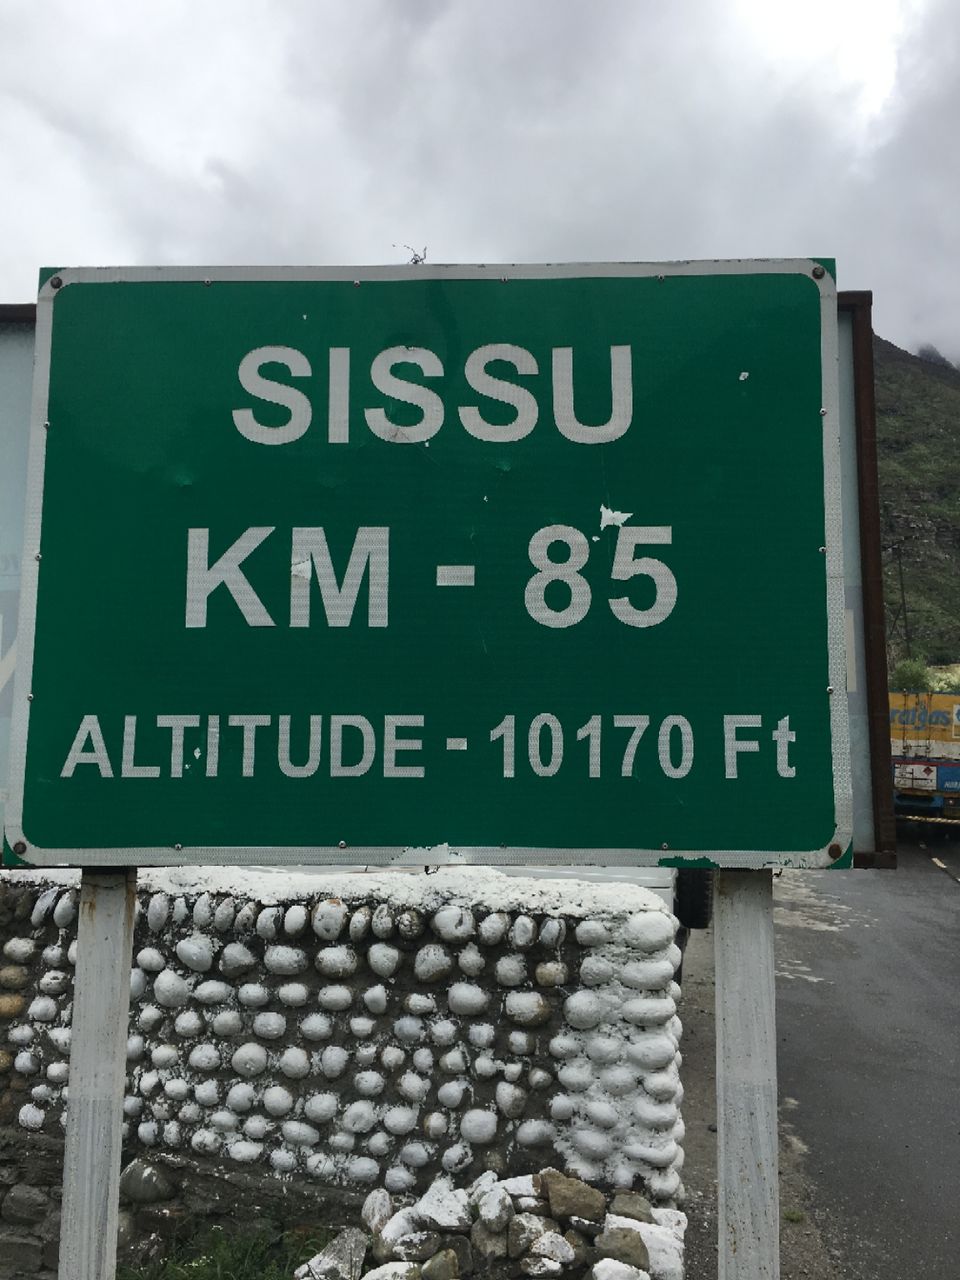 SISSU
KM - 85
ALTITUDE - 10170 Ft